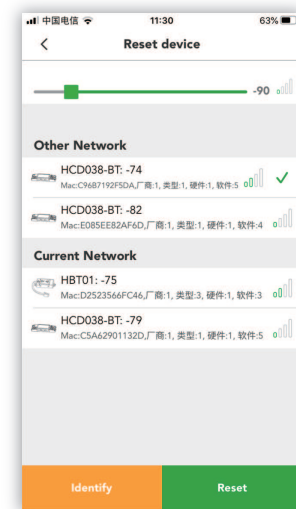 中国电信 11:30 63%
Reset device
-90
Other Network
HCD038-BT: -74
Mac:C96B7192F5DA,厂商:1, 类型:1, 硬件:1, 软件:5
HCD038-BT: -82
Mac:E085EE82AF6D,厂商:1, 类型:1, 硬件:1, 软件:4
Current Network
HBT01: -75
Mac:D2523566FC46,厂商:1, 类型:3, 硬件:1, 软件:3
HCD038-BT: -79
Mac:C5A62901132D,厂商:1, 类型:1, 硬件:1, 软件:5
Identify Reset